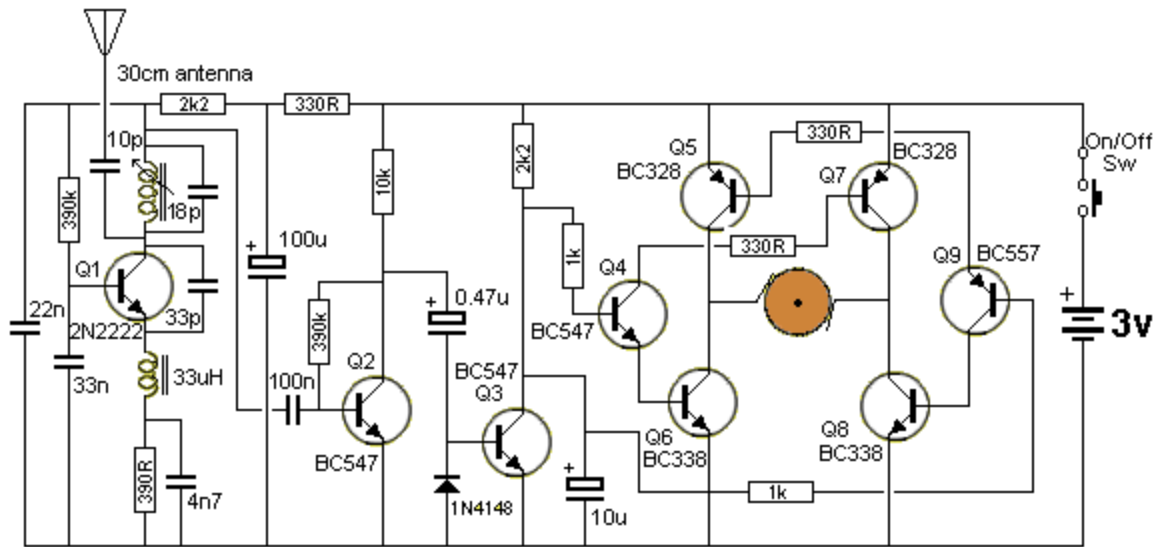 30cm antenna
2k2
330R
10p
18p
390k
Q1
2N2222
33p
22n
33n
33uH
390R
4n7
+
100u
100n
10k
390k
Q2
BC547
+
0.47u
1N4148
2k2
1k
BC547
Q3
+
10u
Q4
BC547
Q5
BC328
330R
330R
Q7
BC328
Q6
BC338
Q8
BC338
Q9
BC557
1k
On/Off
Sw
+
3v